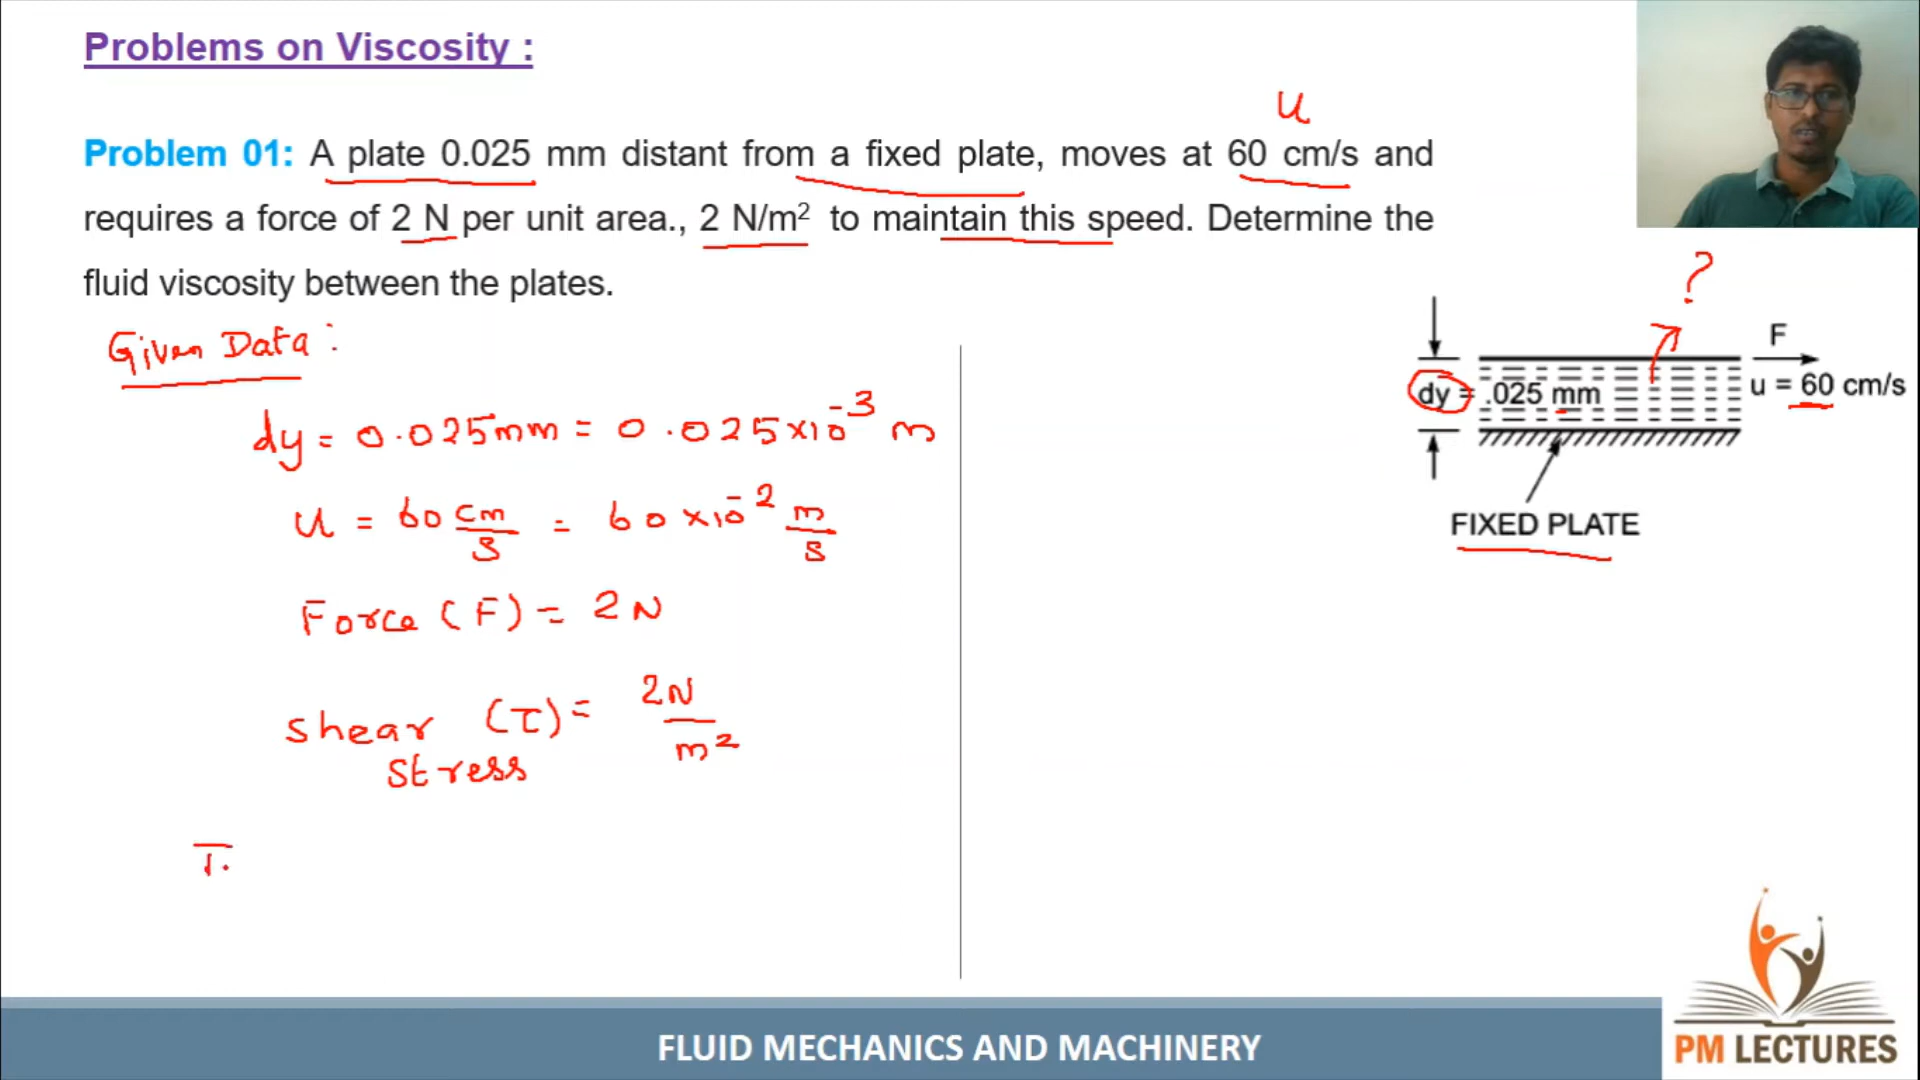 Problems on Viscosity :
u
Problem 01: A plate 0.025 mm distant from a fixed plate, moves at 60 cm/s and
requires a force of 2 N per unit area., 2 N/m² to maintain this speed. Determine the
fluid viscosity between the plates.
Given Data :
dy = 0.025mm = 0.025×10⁻³ m
u = 60 cm/s = 60×10⁻² m/s
Force (F) = 2N
Shear (τ) = 2N/m²
Stress
T.
?
F
dy = .025 mm
u = 60 cm/s
FIXED PLATE
FLUID MECHANICS AND MACHINERY
PM LECTURES